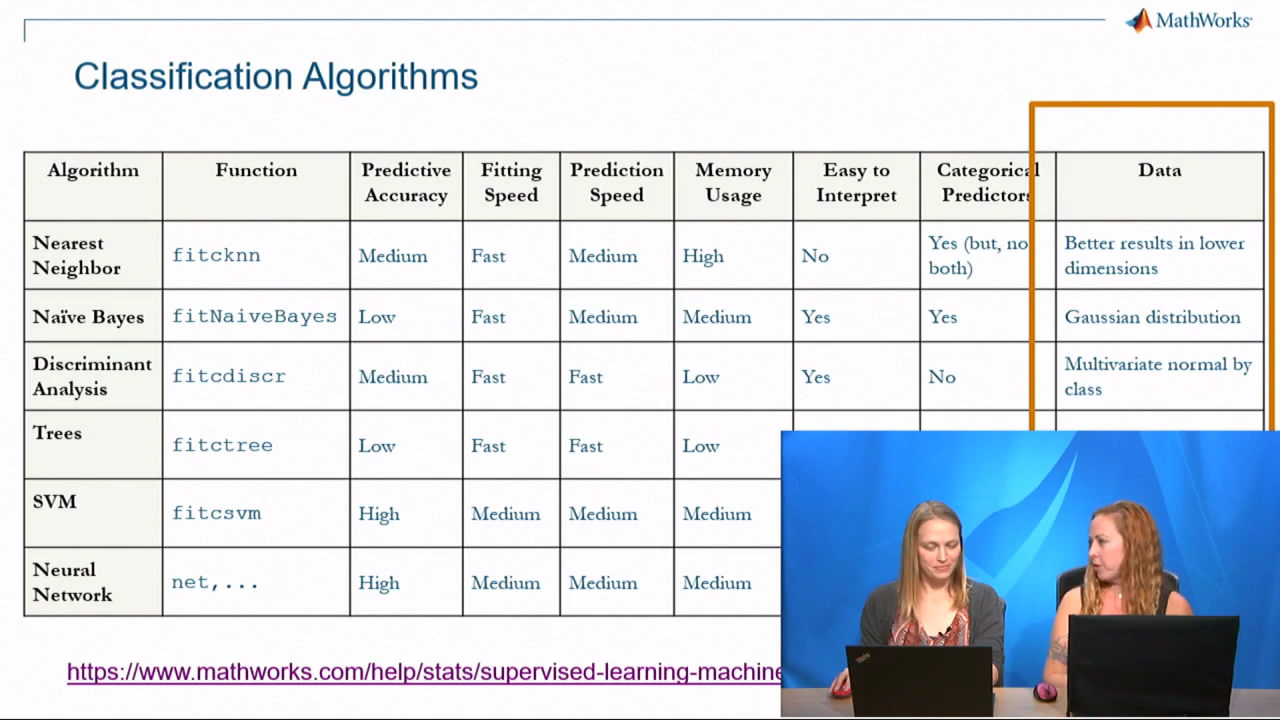 MathWorks
Classification Algorithms
Algorithm Function Predictive Accuracy Fitting Speed Prediction Speed Memory Usage Easy to Interpret Categorical Predictors Data
Nearest Neighbor fitcknn Medium Fast Medium High No Yes (but, no both) Better results in lower dimensions
Naïve Bayes fitNaiveBayes Low Fast Medium Medium Yes Yes Gaussian distribution
Discriminant Analysis fitcdiscr Medium Fast Fast Low Yes No Multivariate normal by class
Trees fitctree Low Fast Fast Low
SVM fitcsvm High Medium Medium Medium
Neural Network net,... High Medium Medium Medium
https://www.mathworks.com/help/stats/supervised-learning-machine